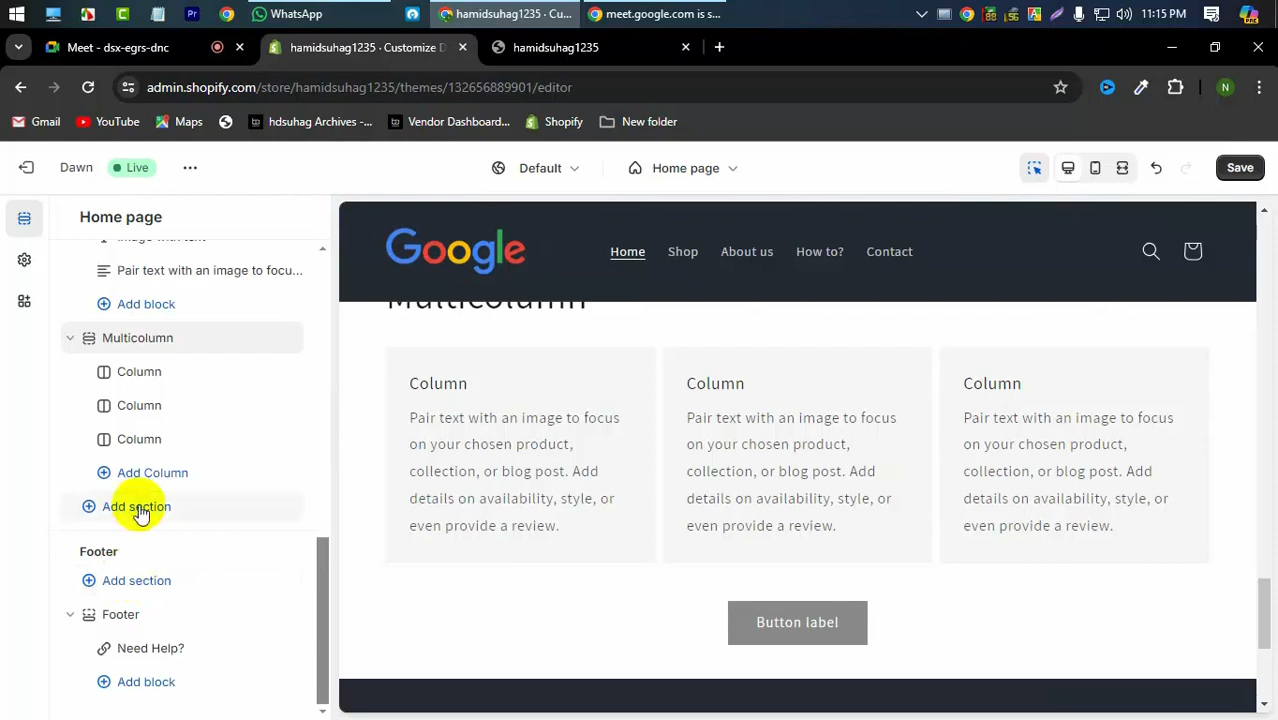 WhatsApp
hamidsuhag1235 · Cu...
meet.google.com is s...
11:15 PM
Meet - dsx-egrs-dnc
hamidsuhag1235 · Customize D
hamidsuhag1235
admin.shopify.com/store/hamidsuhag1235/themes/132656889901/editor
N
Gmail
YouTube
Maps
hdsuhag Archives -...
Vendor Dashboard...
Shopify
New folder
Dawn
Live
Default
Home page
Save
Home page
Image with text
Pair text with an image to focu...
Add block
Multicolumn
Column
Column
Column
Add Column
Add section
Footer
Add section
Footer
Need Help?
Add block
Google
Home
Shop
About us
How to?
Contact
Multicolumn
Column
Pair text with an image to focus
on your chosen product,
collection, or blog post. Add
details on availability, style, or
even provide a review.
Column
Pair text with an image to focus
on your chosen product,
collection, or blog post. Add
details on availability, style, or
even provide a review.
Column
Pair text with an image to focus
on your chosen product,
collection, or blog post. Add
details on availability, style, or
even provide a review.
Button label